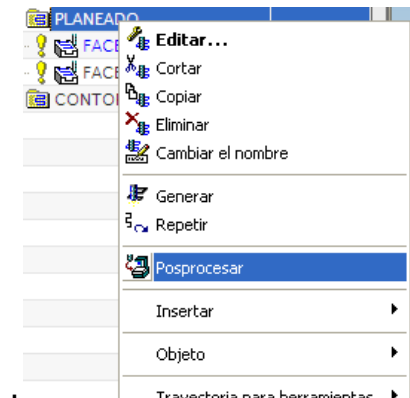 PLANEADO
FACE
Editar...
FACE
Cortar
CONTO
Copiar
Eliminar
Cambiar el nombre
Generar
Repetir
Posprocesar
Insertar
Objeto
Trayectoria para herramientas